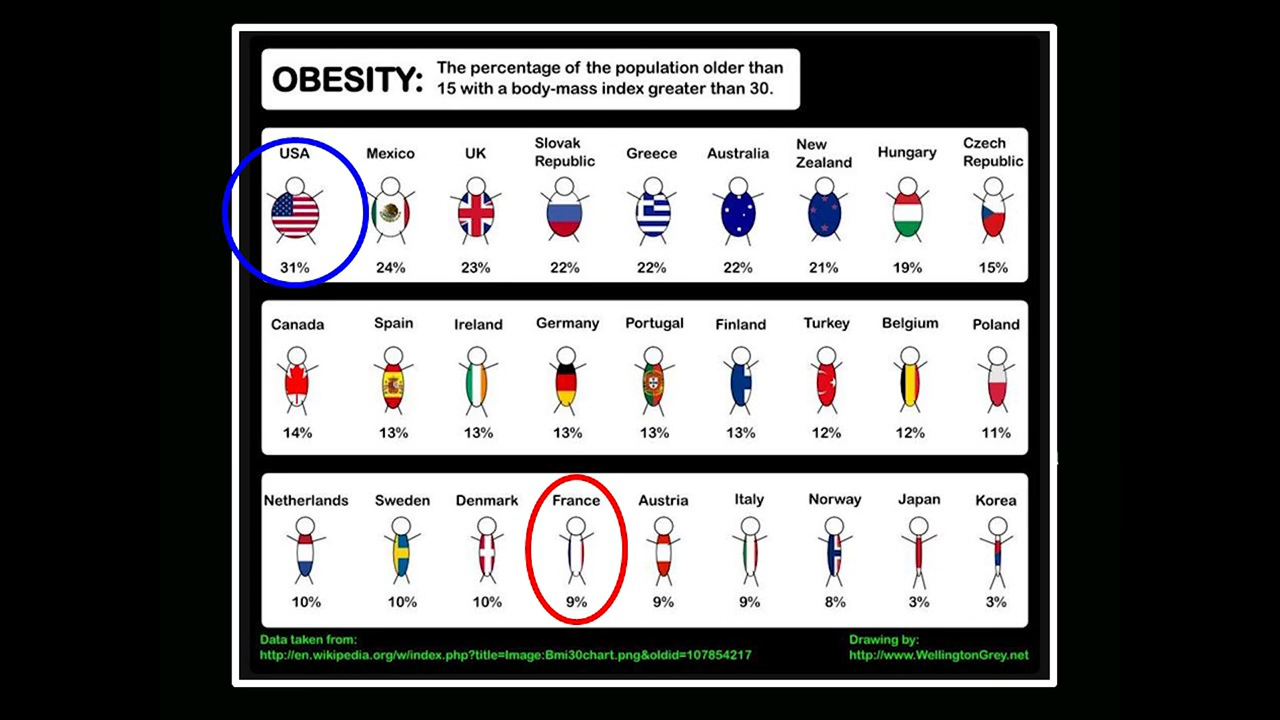 OBESITY: The percentage of the population older than
15 with a body-mass index greater than 30.
USA Mexico UK Slovak Republic Greece Australia New Zealand Hungary Czech Republic
31% 24% 23% 22% 22% 22% 21% 19% 15%
Canada Spain Ireland Germany Portugal Finland Turkey Belgium Poland
14% 13% 13% 13% 13% 13% 12% 12% 11%
Netherlands Sweden Denmark France Austria Italy Norway Japan Korea
10% 10% 10% 9% 9% 9% 8% 3% 3%
Data taken from:
http://en.wikipedia.org/w/index.php?title=Image:Bmi30chart.png&oldid=107854217
Drawing by:
http://www.WellingtonGrey.net